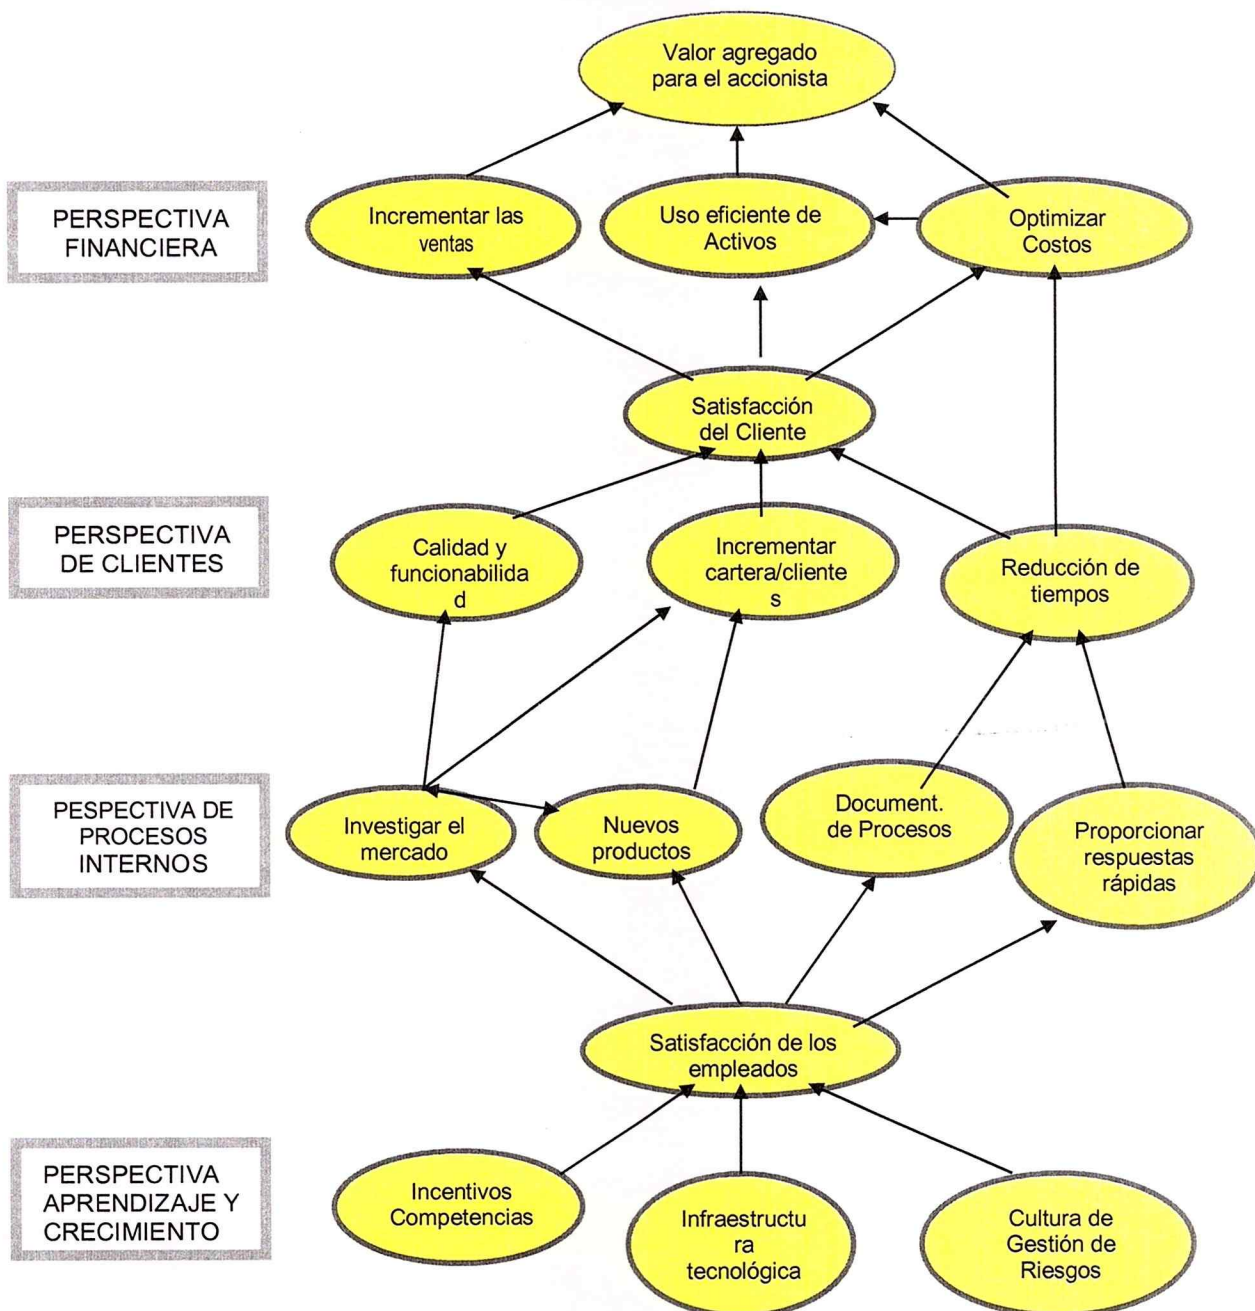 Valor agregado
para el accionista
PERSPECTIVA
FINANCIERA
Incrementar las
ventas
Uso eficiente de
Activos
Optimizar
Costos
Satisfacción
del Cliente
PERSPECTIVA
DE CLIENTES
Calidad y
funcionabilida
d
Incrementar
cartera/cliente
s
Reducción de
tiempos
PESPECTIVA DE
PROCESOS
INTERNOS
Investigar el
mercado
Nuevos
productos
Document.
de Procesos
Proporcionar
respuestas
rápidas
Satisfacción de los
empleados
PERSPECTIVA
APRENDIZAJE Y
CRECIMIENTO
Incentivos
Competencias
Infraestructu
ra
tecnológica
Cultura de
Gestión de
Riesgos